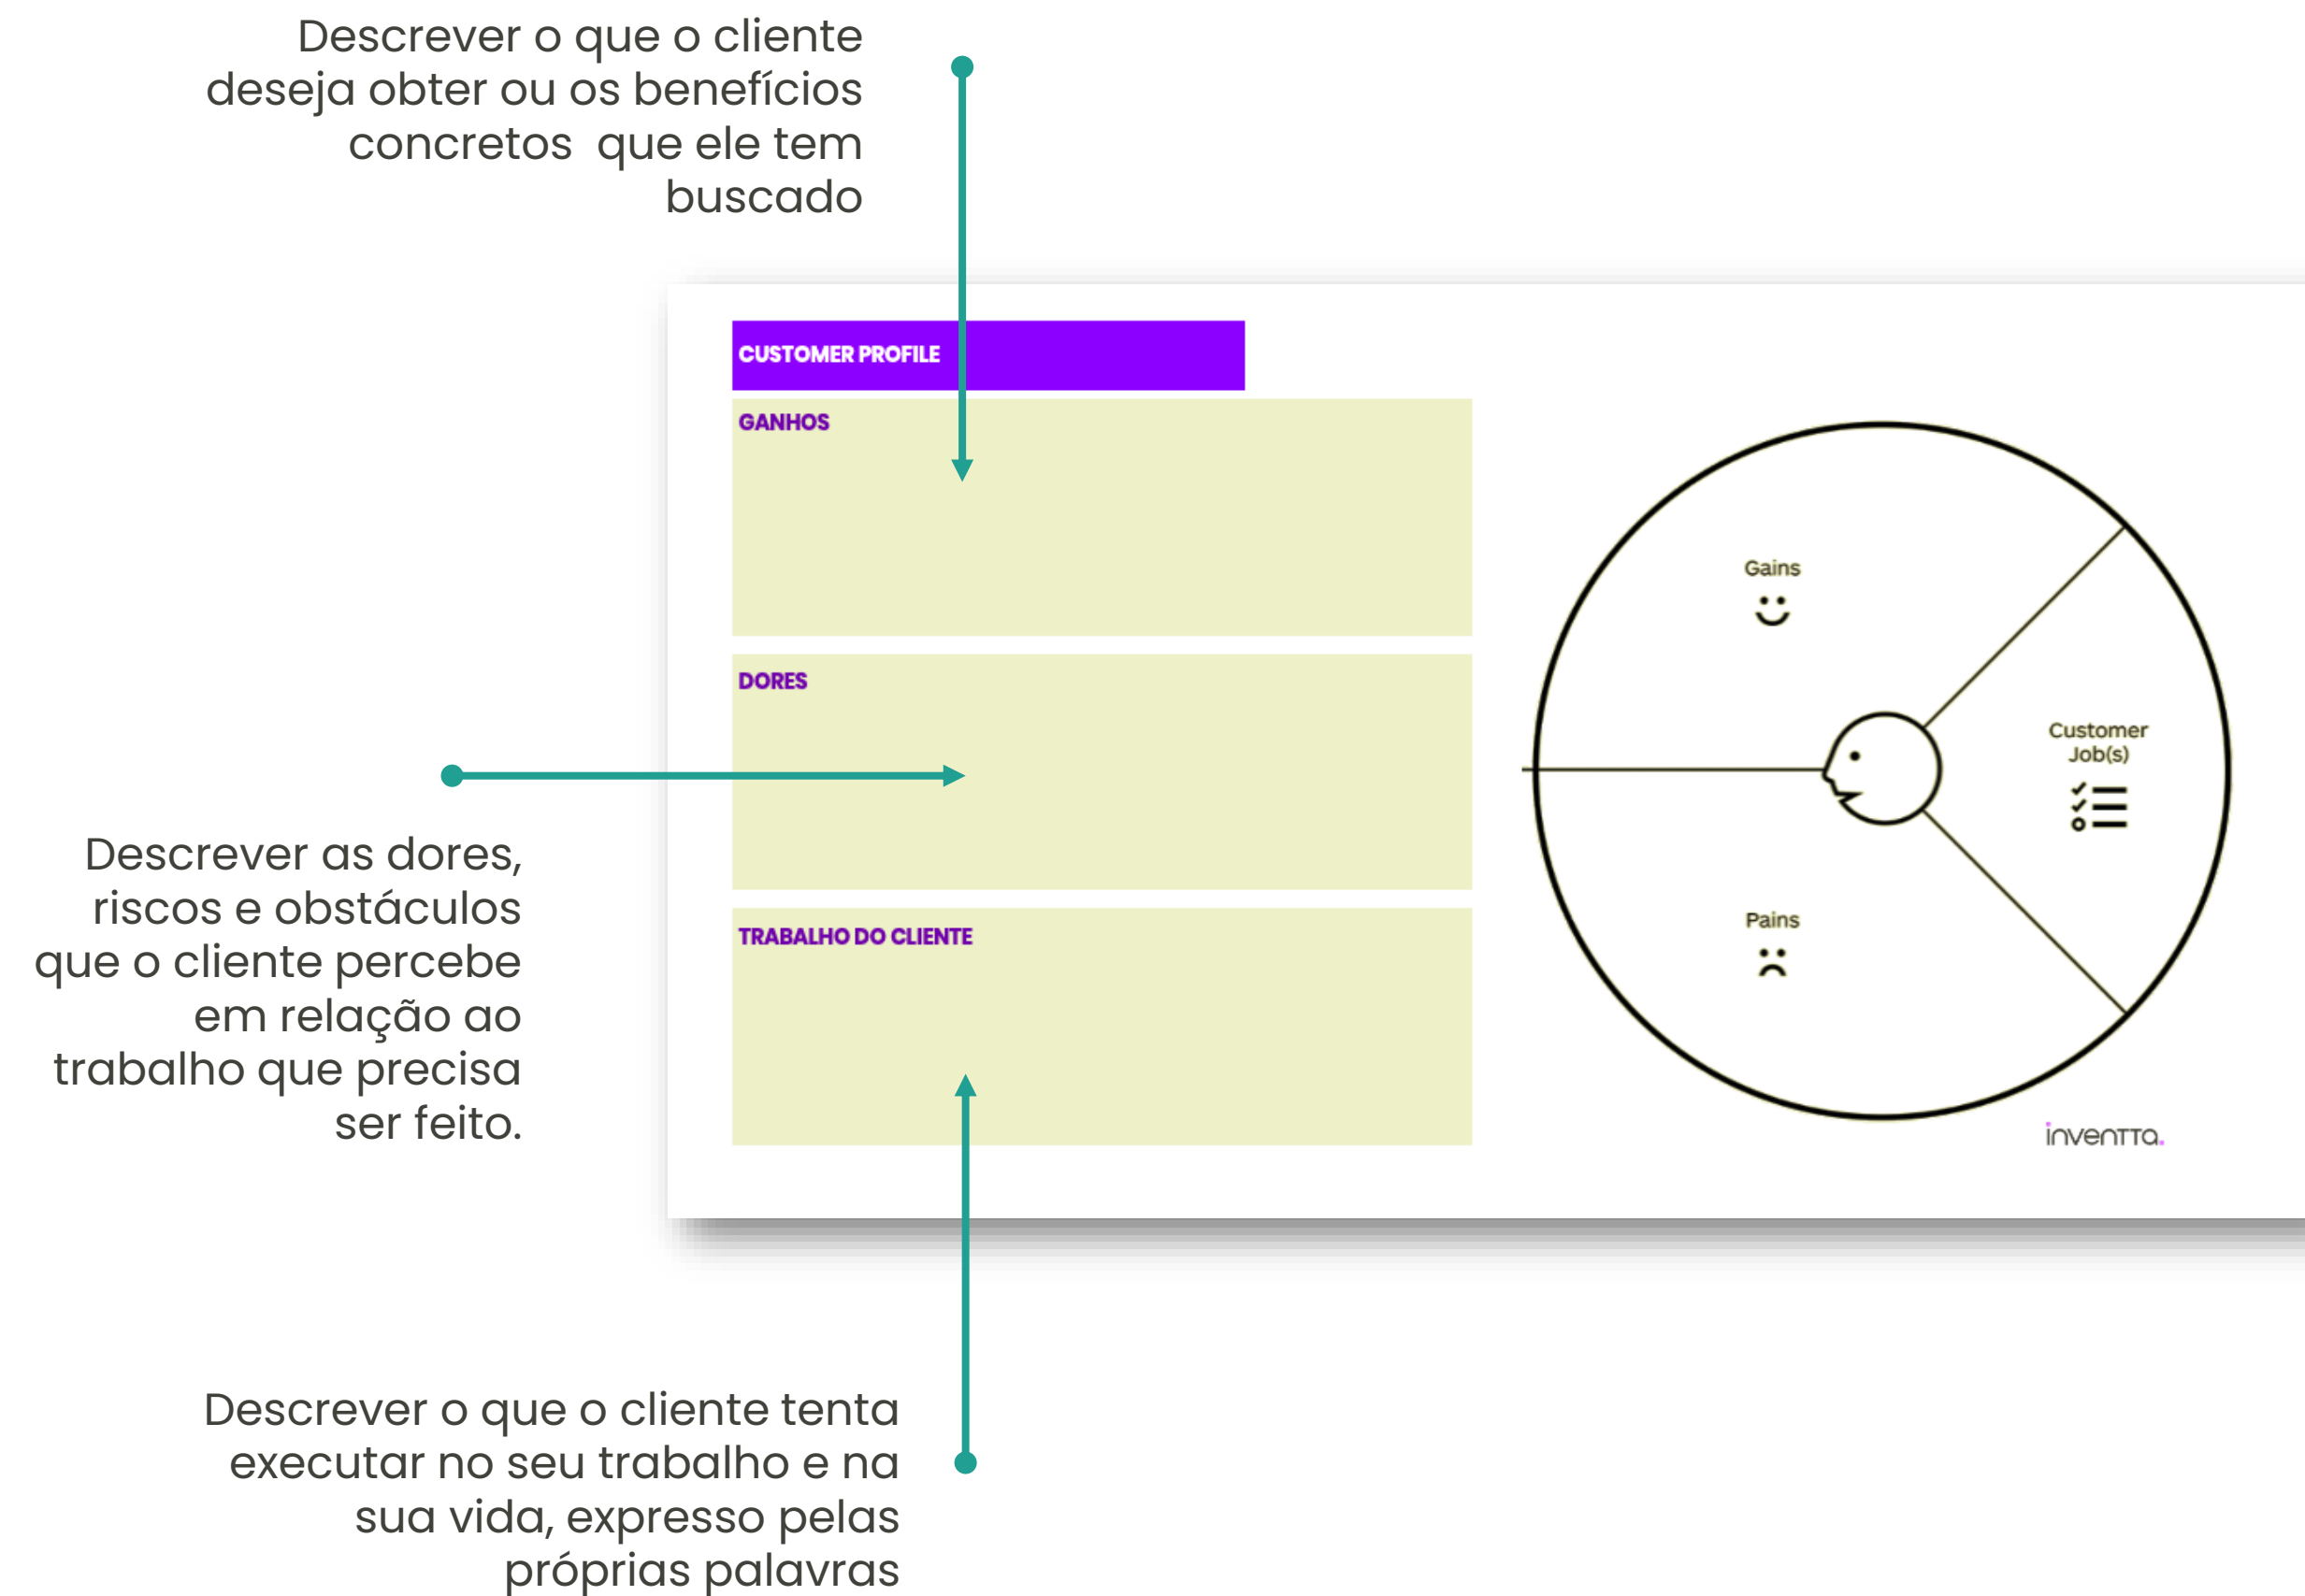 Descrever o que o cliente
deseja obter ou os benefícios
concretos  que ele tem
buscado
CUSTOMER PROFILE
GANHOS
DORES
TRABALHO DO CLIENTE
Gains
Customer
Job(s)
Pains
inventta.
Descrever as dores,
riscos e obstáculos
que o cliente percebe
em relação ao
trabalho que precisa
ser feito.
Descrever o que o cliente tenta
executar no seu trabalho e na
sua vida, expresso pelas
próprias palavras